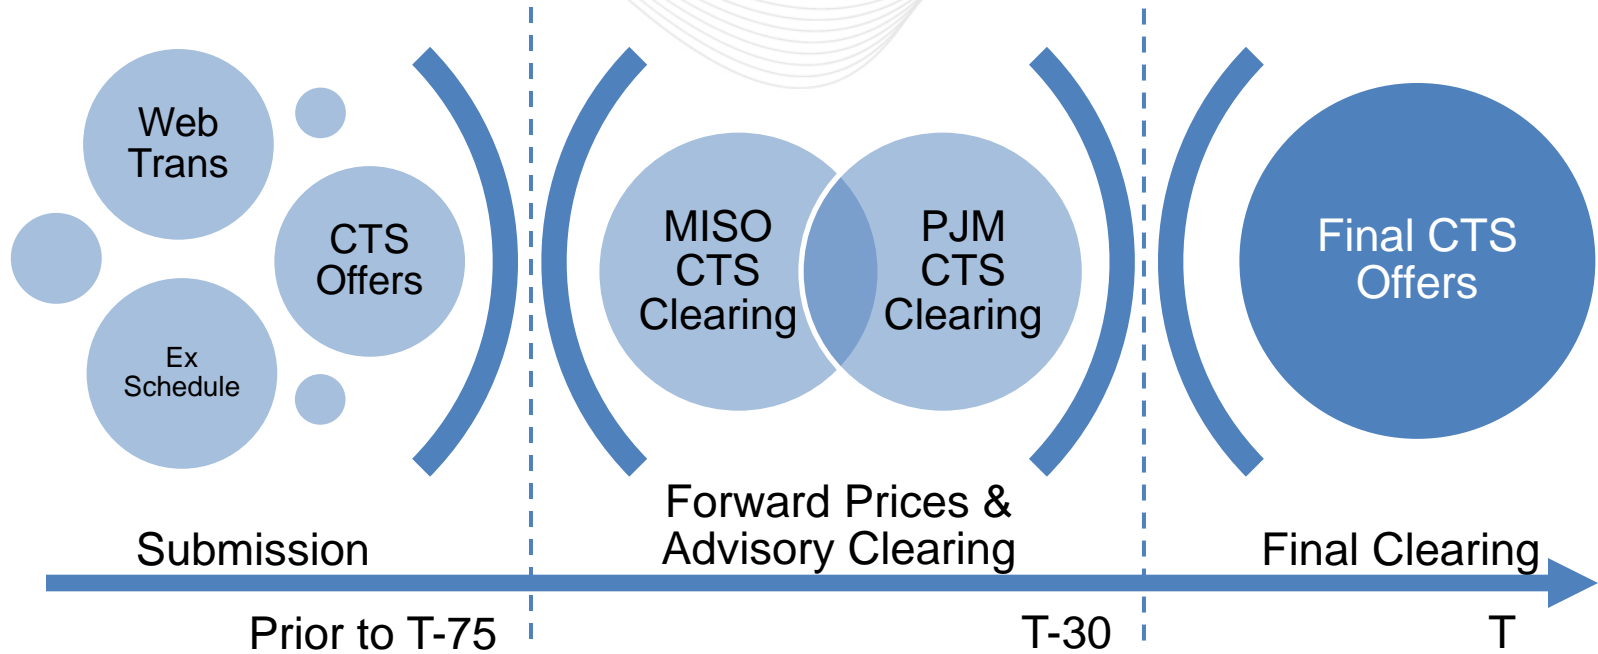 Web
Trans
CTS
Offers
Ex
Schedule
MISO
CTS
Clearing
PJM
CTS
Clearing
Final CTS
Offers
Submission
Forward Prices &
Advisory Clearing
Final Clearing
Prior to T-75
T-30
T